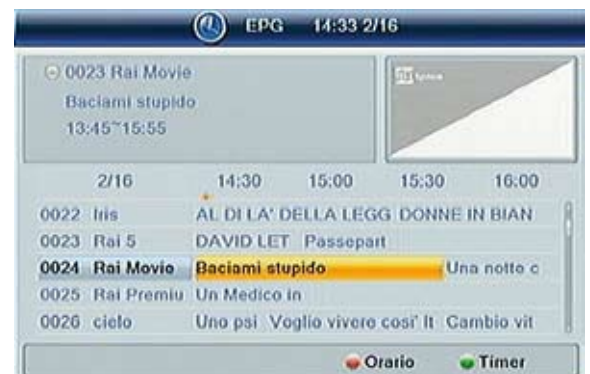 EPG 14:33 2/16
0023 Rai Movie
Baciami stupido
13:45~15:55
2/16 14:30 15:00 15:30 16:00
0022 Iris AL DI LA' DELLA LEGG DONNE IN BIAN
0023 Rai 5 DAVID LET Passepart
0024 Rai Movie Baciami stupido Una notte c
0025 Rai Premiu Un Medico in
0026 cielo Uno psi Voglio vivere cosi' It Cambio vit
Orario Timer